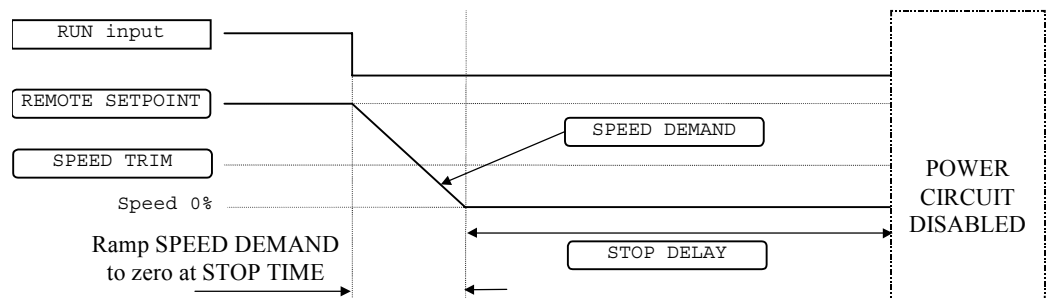 RUN input
REMOTE SETPOINT
SPEED DEMAND
SPEED TRIM
POWER
CIRCUIT
DISABLED
Speed 0%
Ramp SPEED DEMAND
to zero at STOP TIME
STOP DELAY